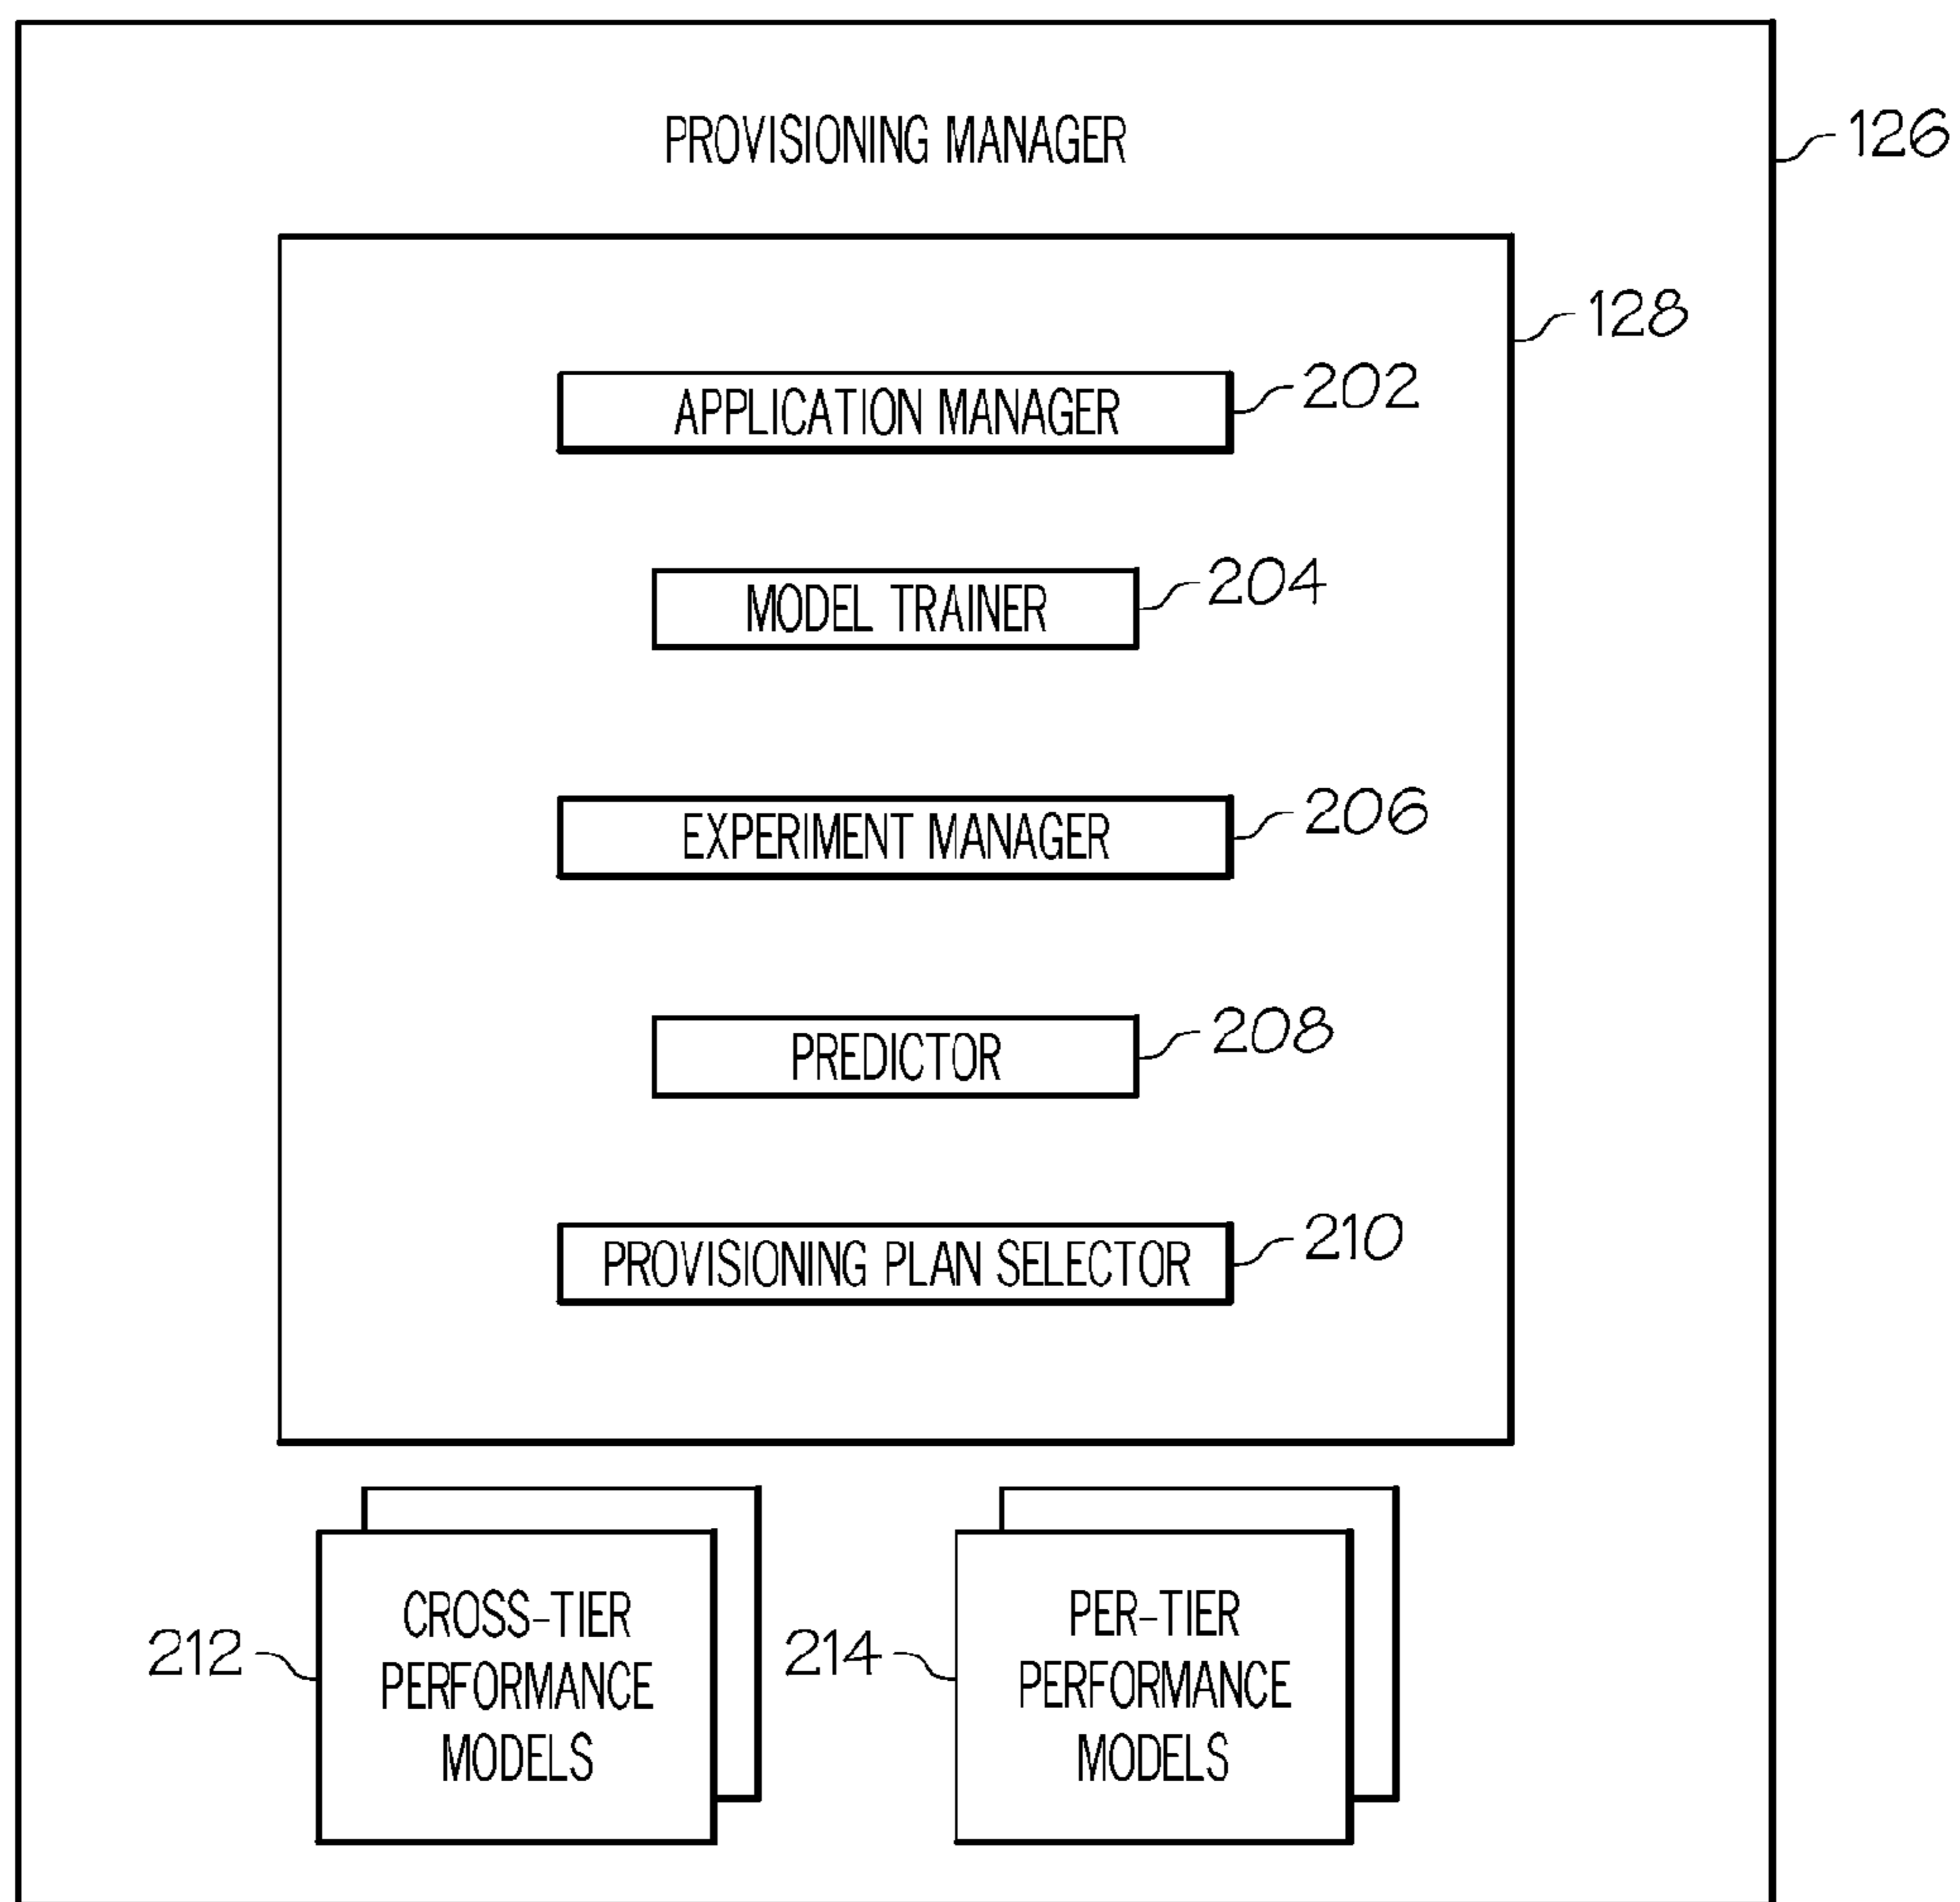 PROVISIONING MANAGER
126
128
APPLICATION MANAGER
202
MODEL TRAINER
204
EXPERIMENT MANAGER
206
PREDICTOR
208
PROVISIONING PLAN SELECTOR
210
212
CROSS-TIER
PERFORMANCE
MODELS
214
PER-TIER
PERFORMANCE
MODELS